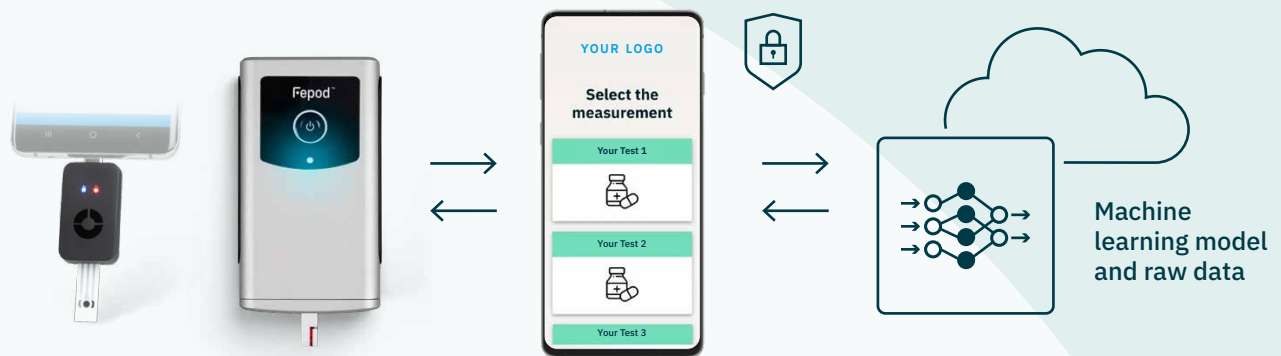 Fepod™
YOUR LOGO
Select the
measurement
Your Test 1
Your Test 2
Your Test 3
Machine
learning model
and raw data